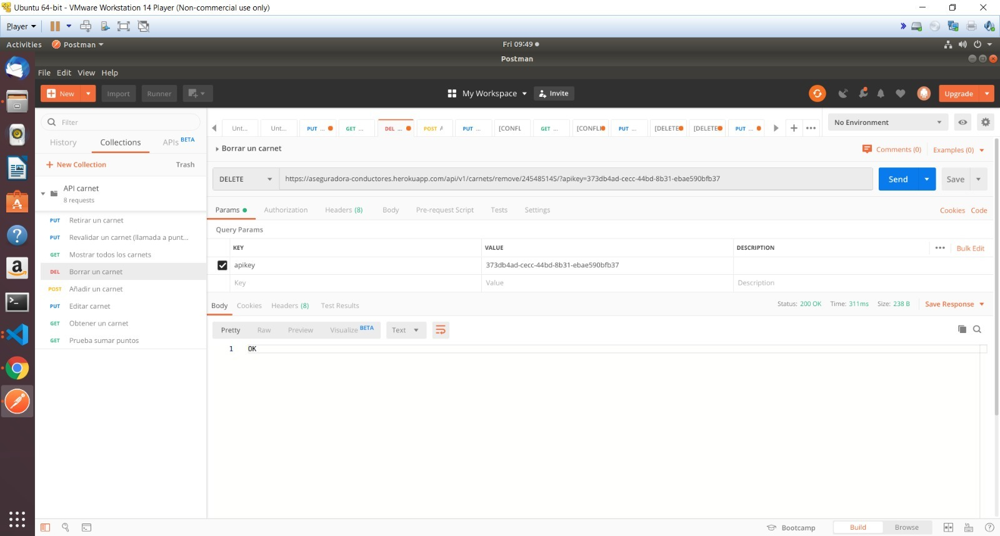 Ubuntu 64-bit - VMware Workstation 14 Player (Non-commercial use only)
Player
Activities Postman Fri 09:49
Postman
File Edit View Help
New Import Runner My Workspace Invite Upgrade
Filter
Unt... Unt... PUT ... GET ... DEL ... POST A PUT ... [CONFL GET ... [CONFLI PUT ... [DELETE [DELETE PUT ... No Environment
History Collections APIs BETA
Borrar un carnet Comments (0) Examples (0)
New Collection Trash
DELETE https://aseguradora-conductores.herokuapp.com/api/v1/carnets/remove/24548514S/?apikey=373db4ad-cecc-44bd-8b31-ebae590bfb37 Send Save
API carnet
8 requests
Params Authorization Headers (8) Body Pre-request Script Tests Settings Cookies Code
PUT Retirar un carnet
PUT Revalidar un carnet (llamada a punt...
GET Mostrar todos los carnets
DEL Borrar un carnet
POST Añadir un carnet
PUT Editar carnet
GET Obtener un carnet
GET Prueba sumar puntos
Query Params
KEY VALUE DESCRIPTION Bulk Edit
apikey 373db4ad-cecc-44bd-8b31-ebae590bfb37
Key Value Description
Body Cookies Headers (8) Test Results Status: 200 OK Time: 311ms Size: 238 B Save Response
Pretty Raw Preview Visualize BETA Text
1 OK
Bootcamp Build Browse